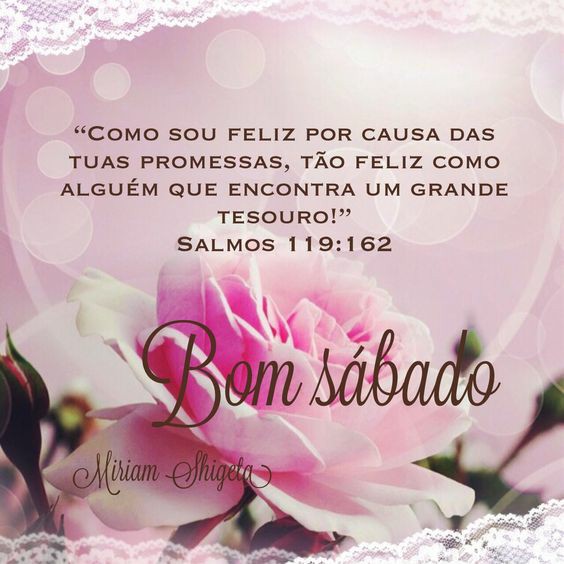 “Como sou feliz por causa das
tuas promessas, tão feliz como
alguém que encontra um grande
tesouro!”
Salmos 119:162
Bom sábado
Miriam Shigeta